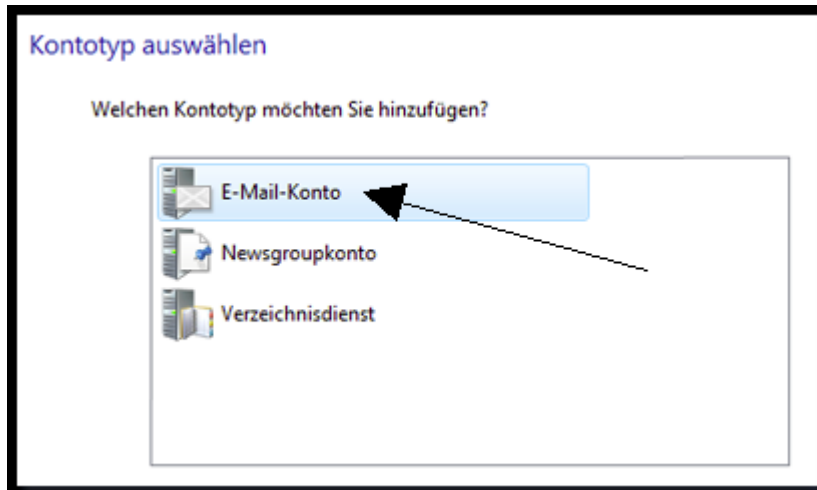 Kontotyp auswählen
Welchen Kontotyp möchten Sie hinzufügen?
E-Mail-Konto
Newsgroupkonto
Verzeichnisdienst